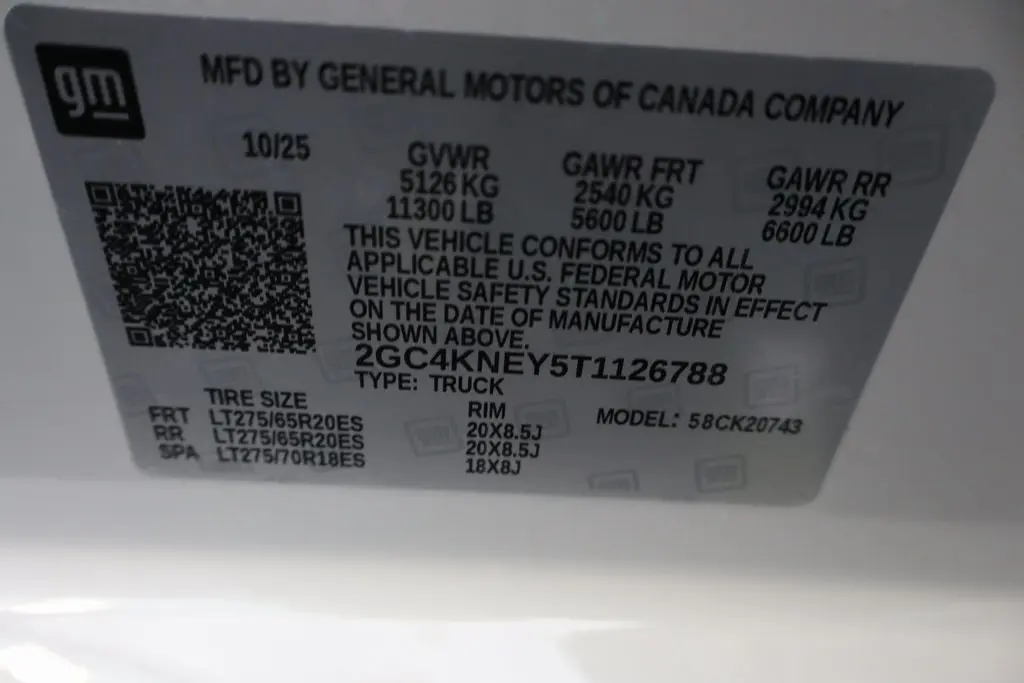 gm
MFD BY GENERAL MOTORS OF CANADA COMPANY
10/25
GVWR
5126 KG
11300 LB
GAWR FRT
2540 KG
5600 LB
GAWR RR
2994 KG
6600 LB
THIS VEHICLE CONFORMS TO ALL
APPLICABLE U.S. FEDERAL MOTOR
VEHICLE SAFETY STANDARDS IN EFFECT
ON THE DATE OF MANUFACTURE
SHOWN ABOVE.
2GC4KNEY5T1126788
TYPE: TRUCK
MODEL: 58CK20743
TIRE SIZE RIM
FRT LT275/65R20ES 20X8.5J
RR LT275/65R20ES 20X8.5J
SPA LT275/70R18ES 18X8J